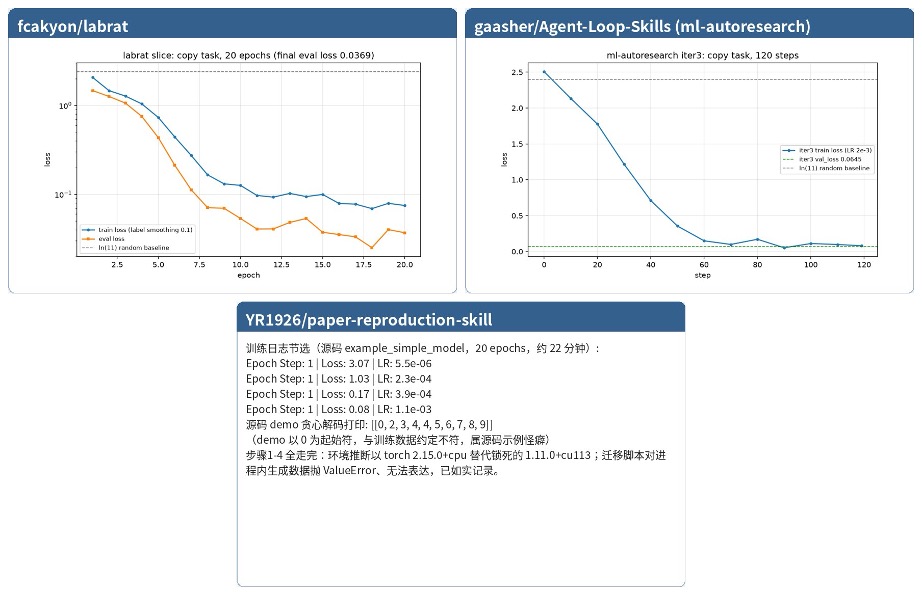 fcakyon/labrat
labrat slice: copy task, 20 epochs (final eval loss 0.0369)
10⁰
10⁻¹
loss
train loss (label smoothing 0.1)
eval loss
ln(11) random baseline
2.5 5.0 7.5 10.0 12.5 15.0 17.5 20.0
epoch
gaasher/Agent-Loop-Skills (ml-autoresearch)
ml-autoresearch iter3: copy task, 120 steps
2.5
2.0
1.5
1.0
0.5
0.0
loss
iter3 train loss (LR 2e-3)
iter3 val_loss 0.0645
ln(11) random baseline
0 20 40 60 80 100 120
step
YR1926/paper-reproduction-skill
训练日志节选（源码 example_simple_model，20 epochs，约 22 分钟）:
Epoch Step: 1 | Loss: 3.07 | LR: 5.5e-06
Epoch Step: 1 | Loss: 1.03 | LR: 2.3e-04
Epoch Step: 1 | Loss: 0.17 | LR: 3.9e-04
Epoch Step: 1 | Loss: 0.08 | LR: 1.1e-03
源码 demo 贪心解码打印: [[0, 2, 3, 4, 4, 5, 6, 7, 8, 9]]
（demo 以 0 为起始符，与训练数据约定不符，属源码示例怪癖）
步骤1-4 全走完：环境推断以 torch 2.15.0+cpu 替代锁死的 1.11.0+cu113；迁移脚本对进
程内生成数据抛 ValueError、无法表达，已如实记录。